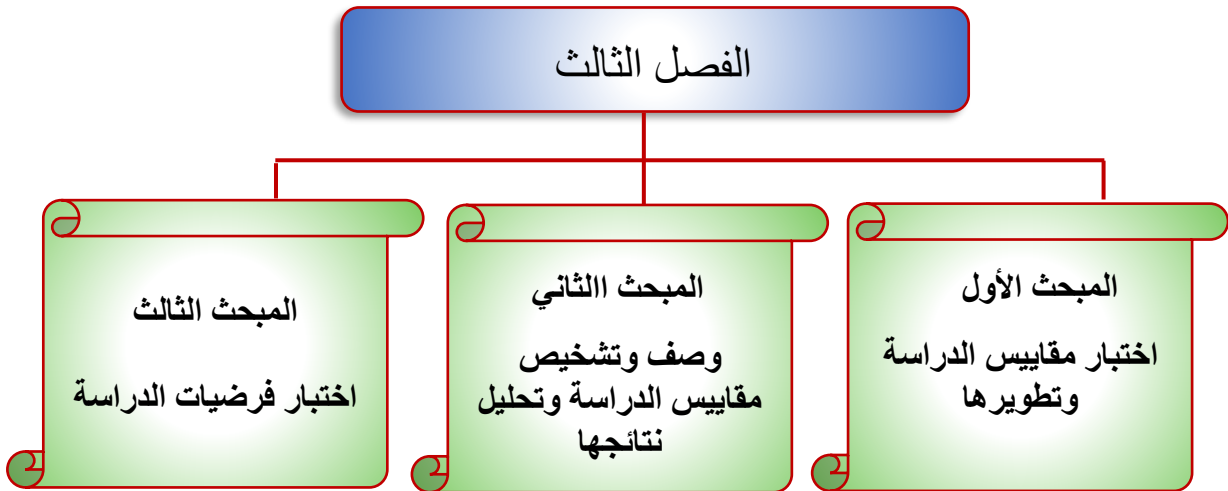 الفصل الثالث
المبحث الأول
اختبار مقاييس الدراسة
وتطويرها
المبحث االثاني
وصف وتشخيص
مقاييس الدراسة وتحليل
نتائجها
المبحث الثالث
اختبار فرضيات الدراسة